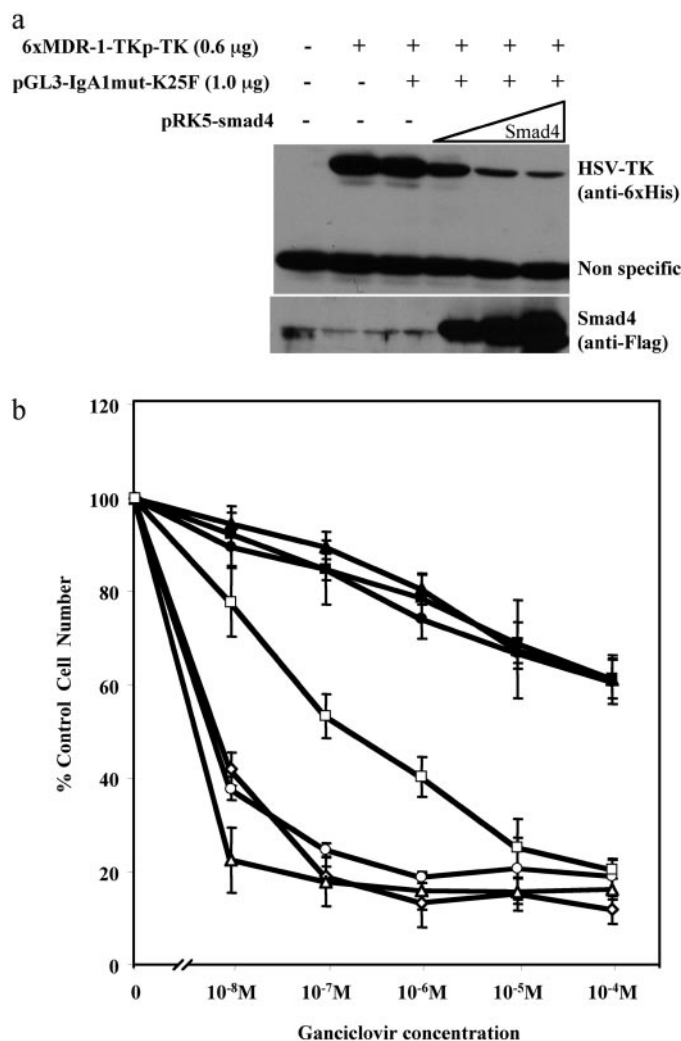 a
6xMDR-1-TKp-TK (0.6 µg) - + + + + +
pGL3-IgA1mut-K25F (1.0 µg) - - + + + +
pRK5-smad4 - - - Smad4
HSV-TK
(anti-6xHis)
Non specific
Smad4
(anti-Flag)
b
120
100
80
60
40
20
0
% Control Cell Number
0 10⁻⁸M 10⁻⁷M 10⁻⁶M 10⁻⁵M 10⁻⁴M
Ganciclovir concentration